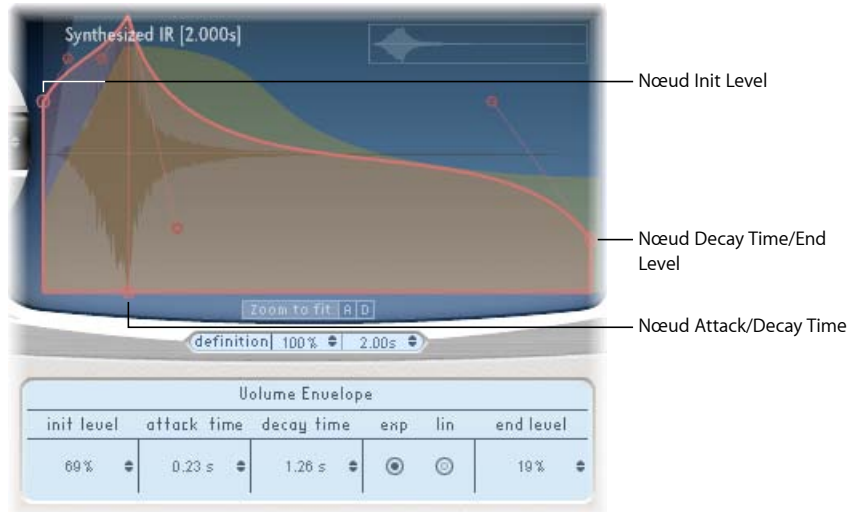 Synthesized IR [2.000s]
Nœud Init Level
Nœud Decay Time/End
Level
Zoom to fit: A D
Nœud Attack/Decay Time
definition 100% 2.00s
Volume Envelope
init level attack time decay time exp lin end level
69% 0.23 s 1.26 s 19%